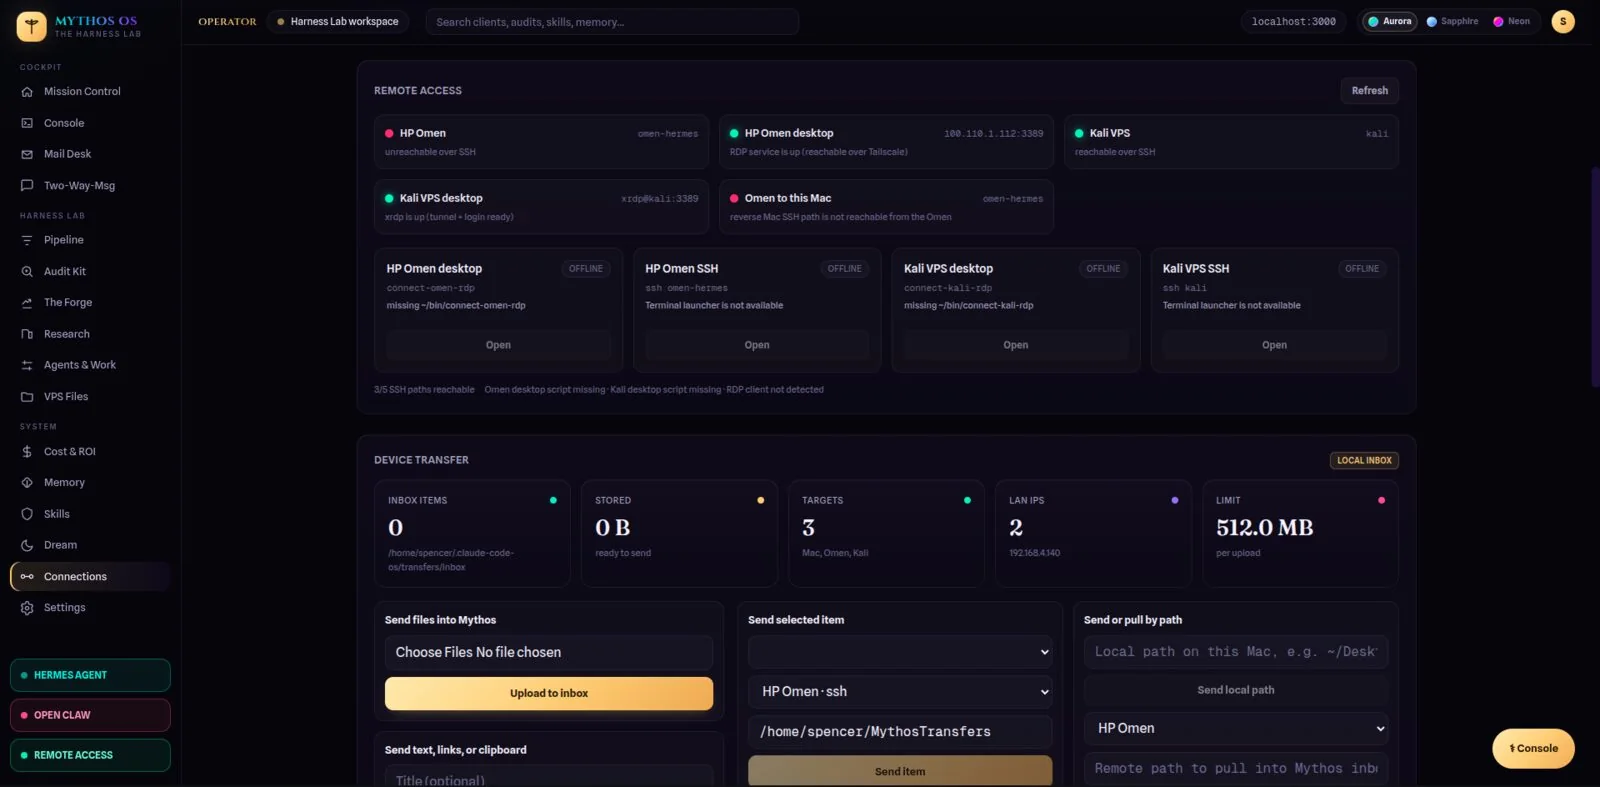 MYTHOS OS
THE HARNESS LAB
OPERATOR
Harness Lab workspace
Search clients, audits, skills, memory...
localhost:3000
Aurora
Sapphire
Neon
S
COCKPIT
Mission Control
Console
Mail Desk
Two-Way-Msg
HARNESS LAB
Pipeline
Audit Kit
The Forge
Research
Agents & Work
VPS Files
SYSTEM
Cost & ROI
Memory
Skills
Dream
Connections
Settings
HERMES AGENT
OPEN CLAW
REMOTE ACCESS
REMOTE ACCESS
Refresh
HP Omen
omen-hermes
unreachable over SSH
HP Omen desktop
100.110.1.112:3389
RDP service is up (reachable over Tailscale)
Kali VPS
kali
reachable over SSH
Kali VPS desktop
xrdp@kali:3389
xrdp is up (tunnel + login ready)
Omen to this Mac
omen-hermes
reverse Mac SSH path is not reachable from the Omen
HP Omen desktop
OFFLINE
connect-omen-rdp
missing ~/bin/connect-omen-rdp
Open
HP Omen SSH
OFFLINE
ssh omen-hermes
Terminal launcher is not available
Open
Kali VPS desktop
OFFLINE
connect-kali-rdp
missing ~/bin/connect-kali-rdp
Open
Kali VPS SSH
OFFLINE
ssh kali
Terminal launcher is not available
Open
3/5 SSH paths reachable
Omen desktop script missing · Kali desktop script missing · RDP client not detected
DEVICE TRANSFER
LOCAL INBOX
INBOX ITEMS
0
/home/spencer/.claude-code-
os/transfers/inbox
STORED
0 B
ready to send
TARGETS
3
Mac, Omen, Kali
LAN IPS
2
192.168.4.140
LIMIT
512.0 MB
per upload
Send files into Mythos
Choose Files No file chosen
Upload to inbox
Send text, links, or clipboard
Title (optional)
Send selected item
HP Omen · ssh
/home/spencer/MythosTransfers
Send item
Send or pull by path
Local path on this Mac, e.g. ~/Desk
Send local path
HP Omen
Remote path to pull into Mythos inb
Console